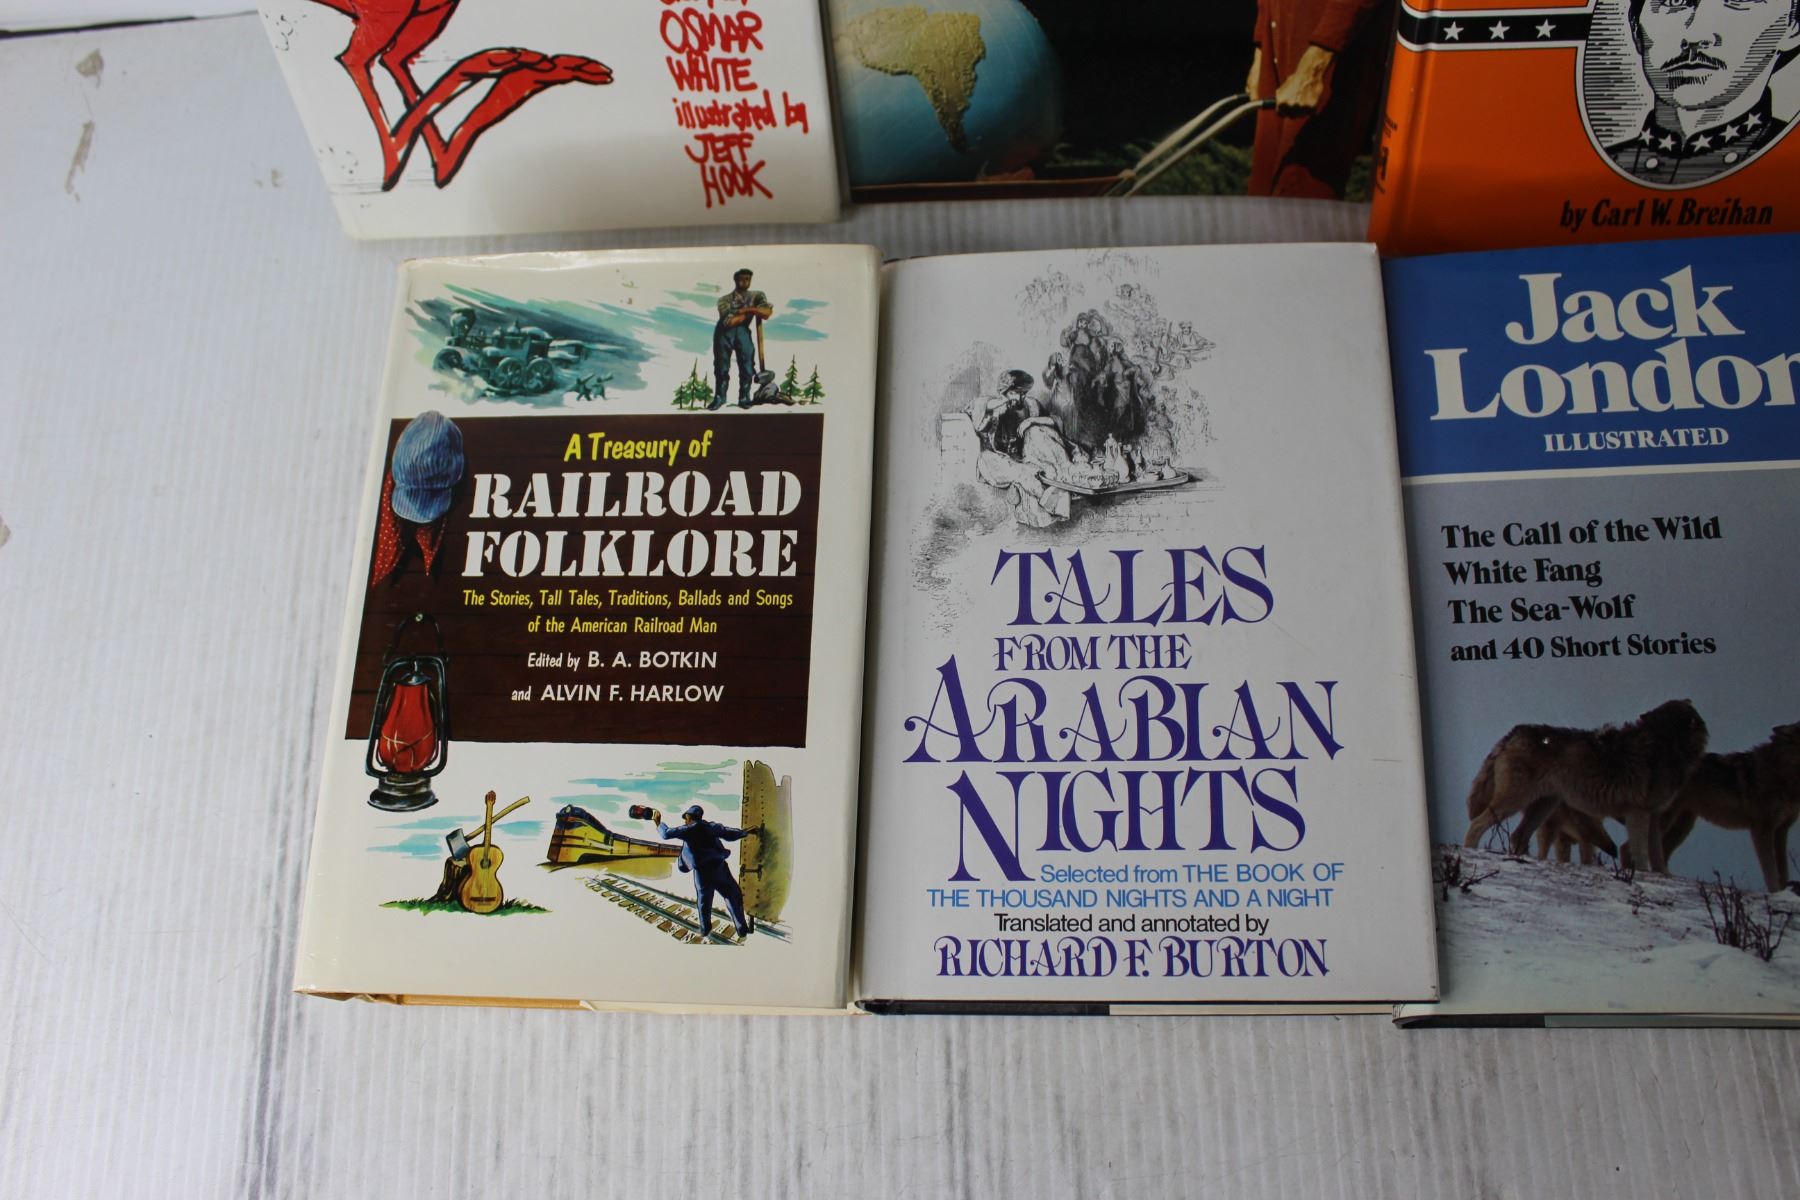 OSMAR
WHITE
illustrated by
JEFF
HOOK
by Carl W. Breihan
A Treasury of
RAILROAD
FOLKLORE
The Stories, Tall Tales, Traditions, Ballads and Songs
of the American Railroad Man
Edited by B. A. BOTKIN
and ALVIN F. HARLOW
TALES
FROM THE
ARABIAN
NIGHTS
Selected from THE BOOK OF
THE THOUSAND NIGHTS AND A NIGHT
Translated and annotated by
RICHARD F. BURTON
Jack
London
ILLUSTRATED
The Call of the Wild
White Fang
The Sea-Wolf
and 40 Short Stories